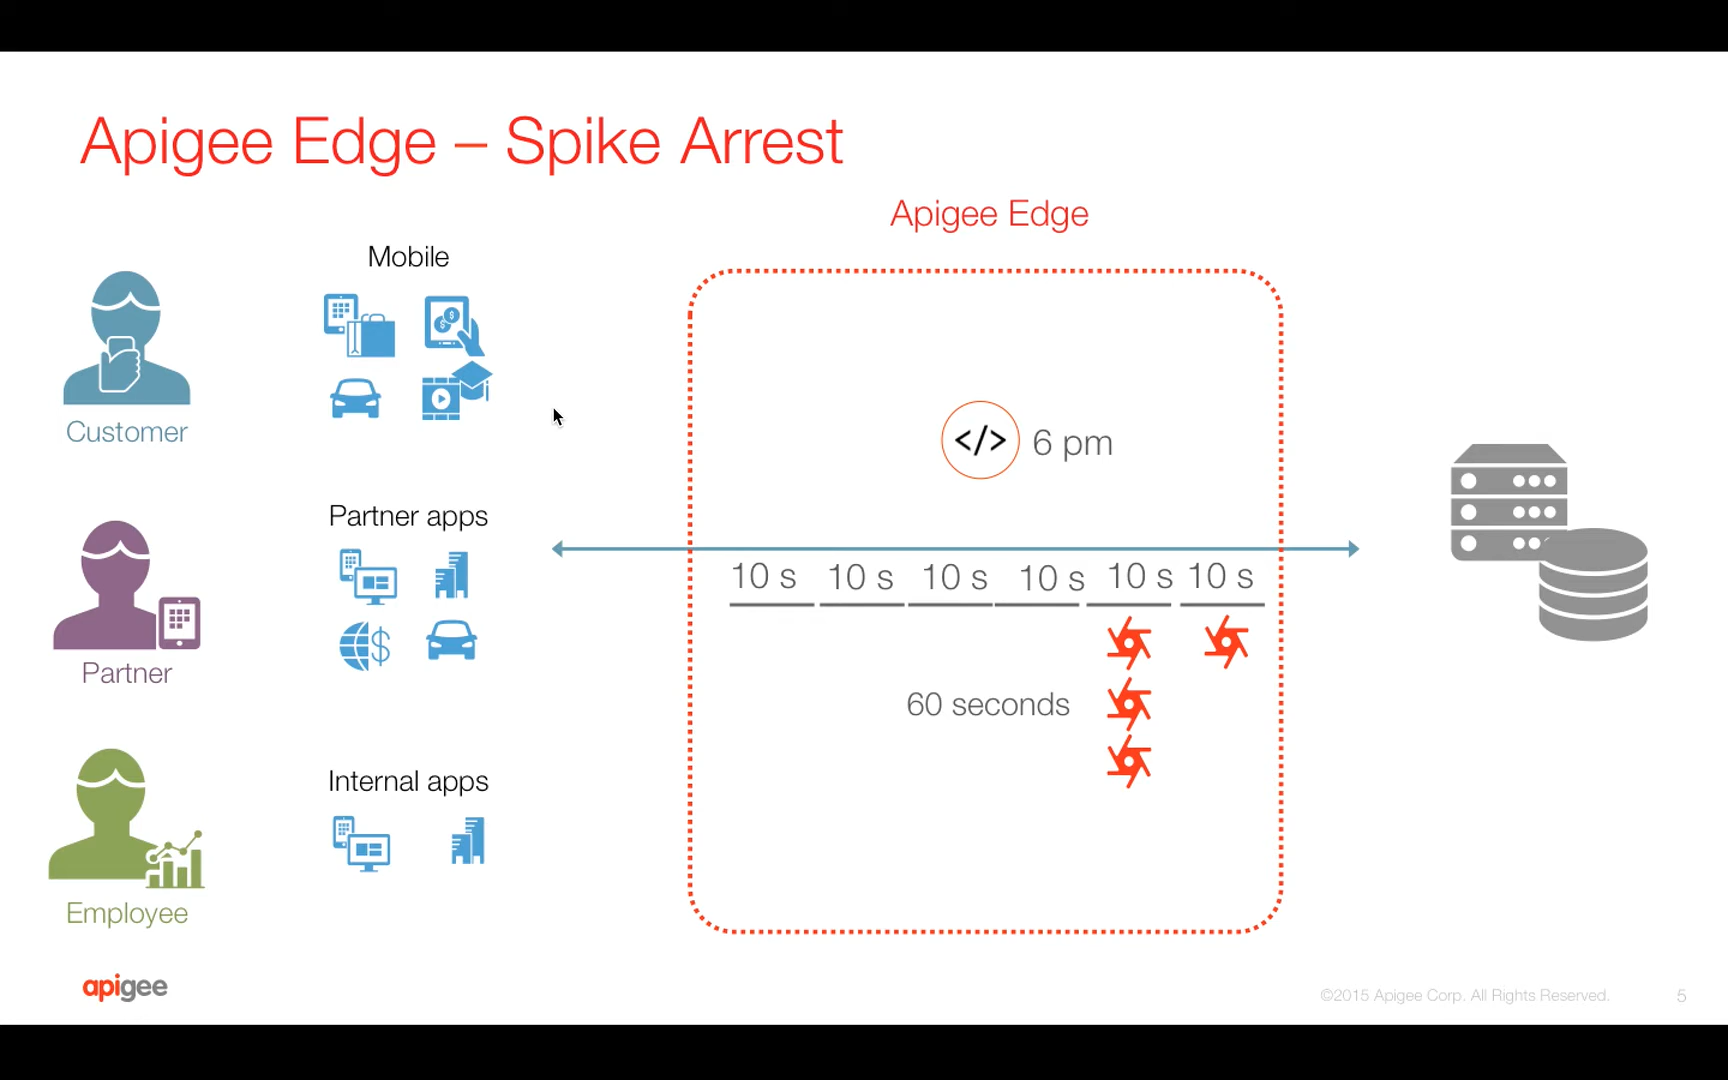 Apigee Edge – Spike Arrest
Apigee Edge
Mobile
Customer
</> 6 pm
Partner apps
10 s 10 s 10 s 10 s 10 s 10 s
Partner
60 seconds
Internal apps
Employee
apigee
©2015 Apigee Corp. All Rights Reserved. 5